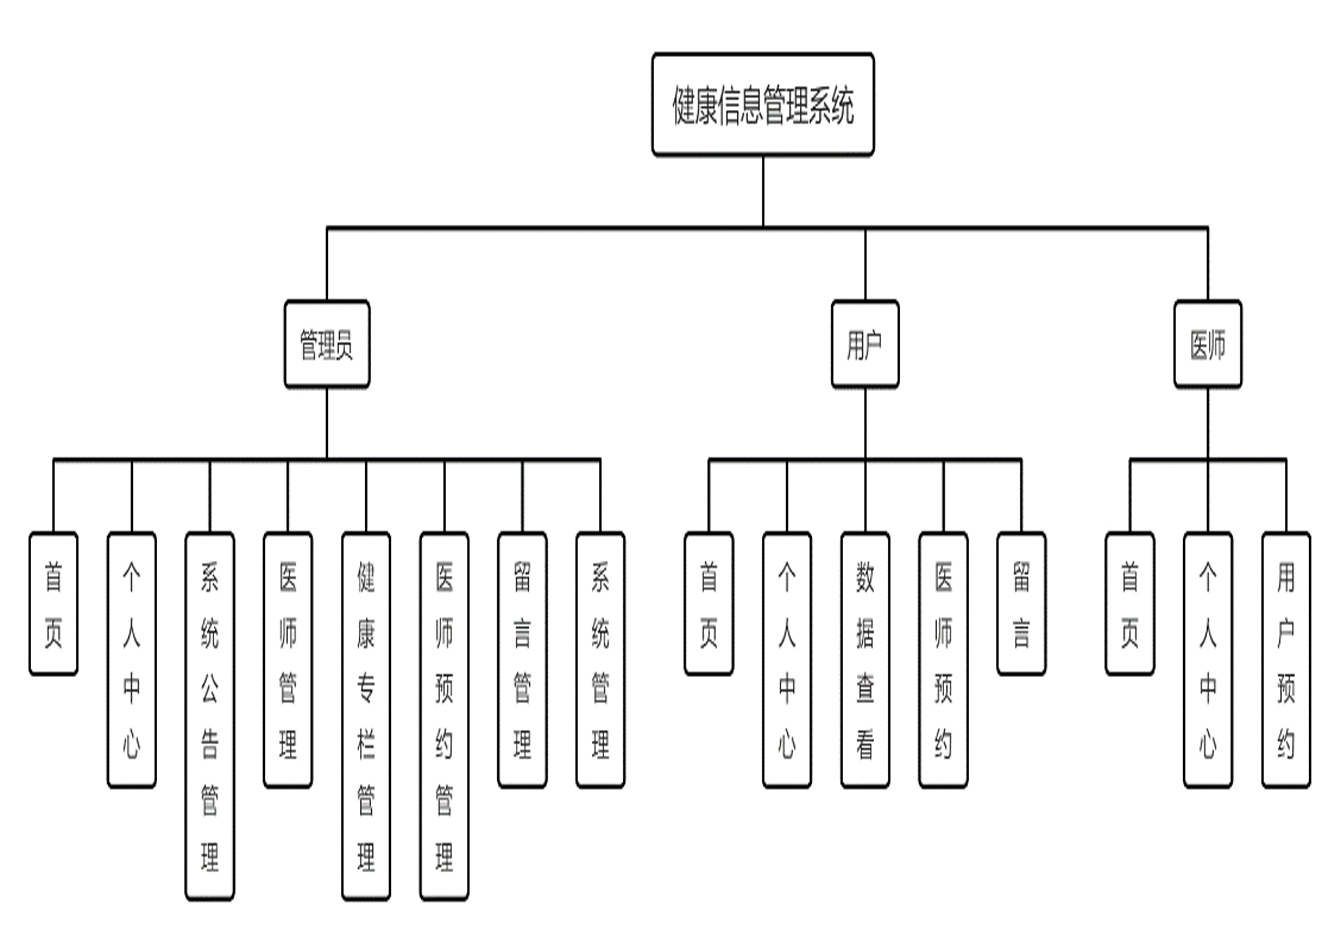 健康信息管理系统
管理员
用户
医师
首页
个人中心
系统公告管理
医师管理
健康专栏管理
医师预约管理
留言管理
系统管理
首页
个人中心
数据查看
医师预约
留言
首页
个人中心
用户预约